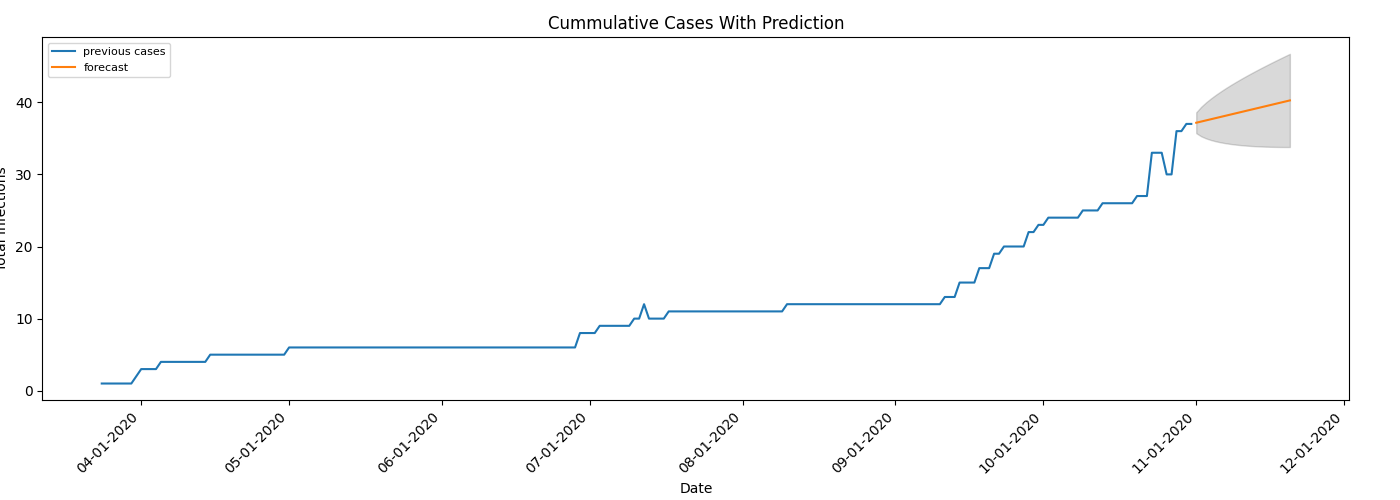 Cummulative Cases With Prediction
previous cases
forecast
40
30
20
10
0
Total Infections
04-01-2020
05-01-2020
06-01-2020
07-01-2020
08-01-2020
09-01-2020
10-01-2020
11-01-2020
12-01-2020
Date